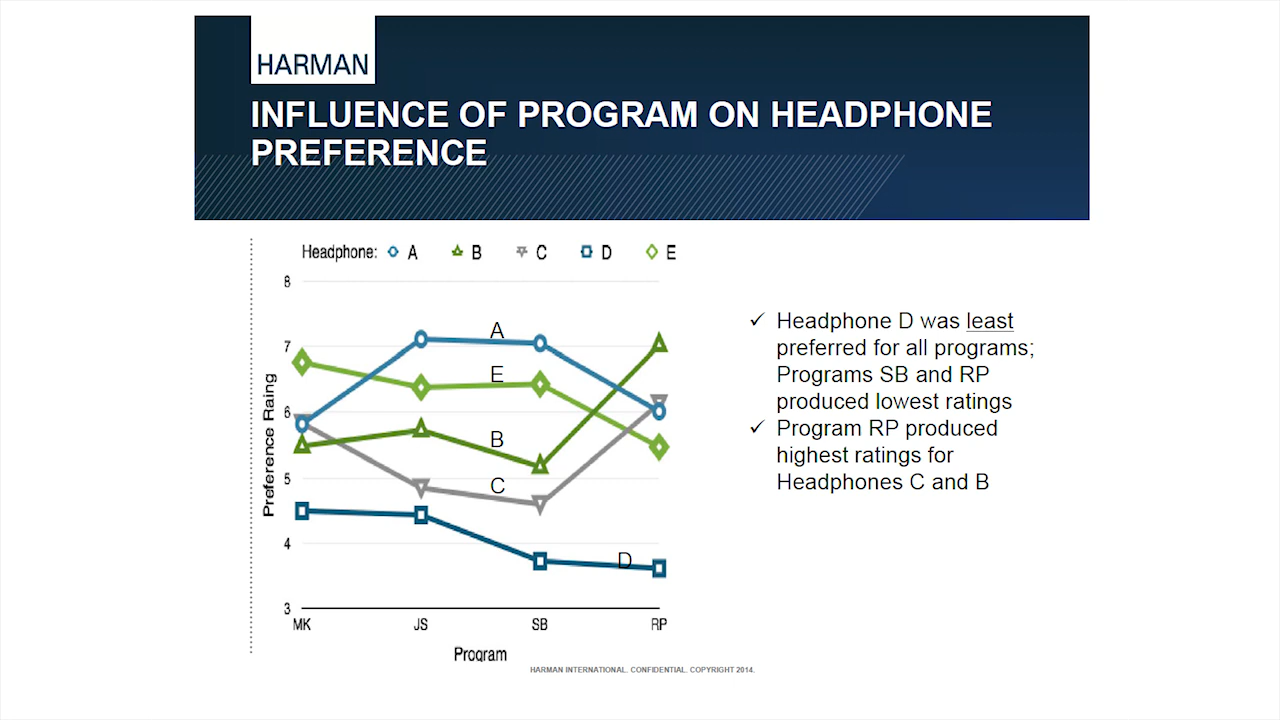 HARMAN
INFLUENCE OF PROGRAM ON HEADPHONE
PREFERENCE
Headphone: A B C D E
8
7
6
5
4
3
Preference Raing
A
E
B
C
D
MK JS SB RP
Program
✓ Headphone D was least
preferred for all programs;
Programs SB and RP
produced lowest ratings
✓ Program RP produced
highest ratings for
Headphones C and B
HARMAN INTERNATIONAL. CONFIDENTIAL. COPYRIGHT 2014.